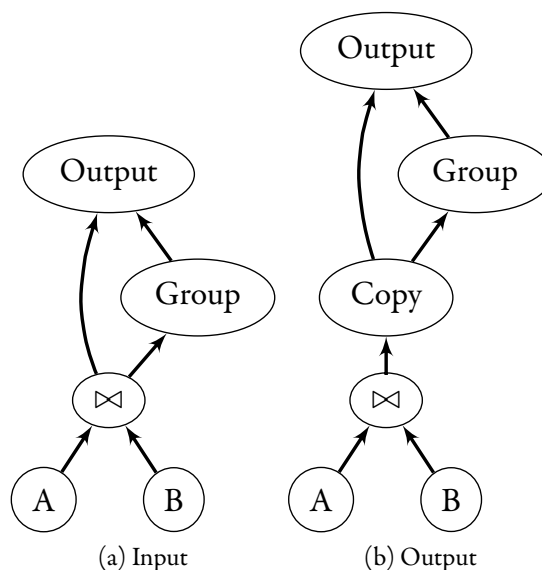 Output
Group
⋈
A
B
(a) Input
Output
Group
Copy
⋈
A
B
(b) Output